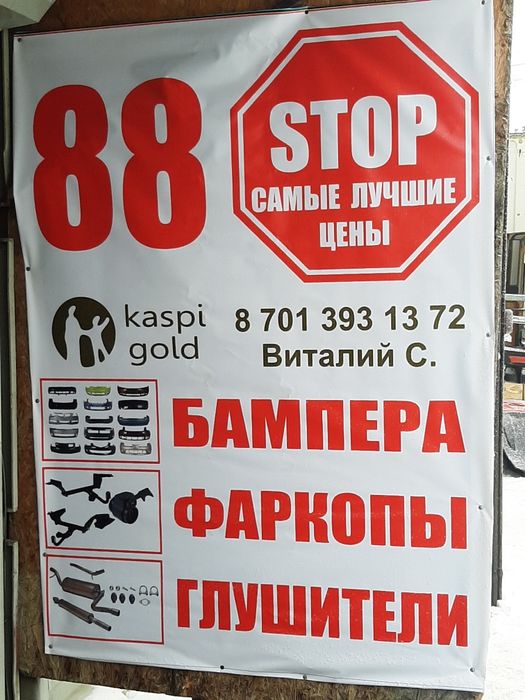 88
STOP
САМЫЕ ЛУЧШИЕ
ЦЕНЫ
kaspi
gold
8 701 393 13 72
Виталий С.
БАМПЕРА
ФАРКОПЫ
ГЛУШИТЕЛИ